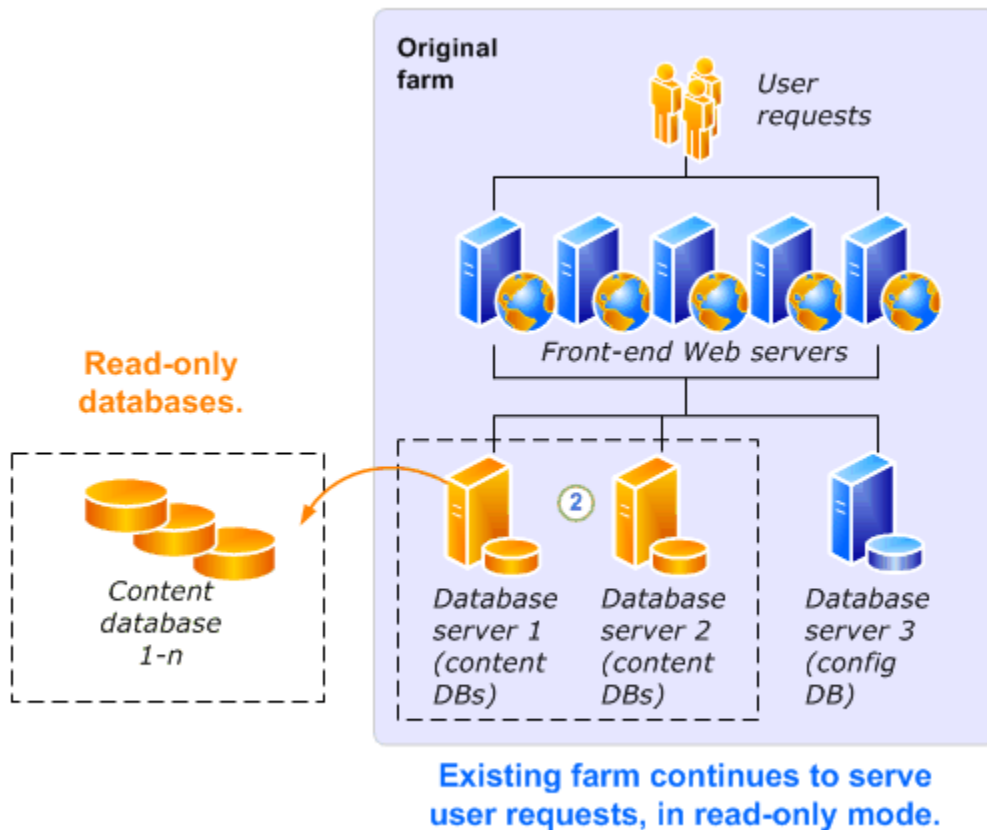 Original
farm
User
requests
Front-end Web servers
Read-only
databases.
Content
database
1-n
2
Database
server 1
(content
DBs)
Database
server 2
(content
DBs)
Database
server 3
(config
DB)
Existing farm continues to serve
user requests, in read-only mode.